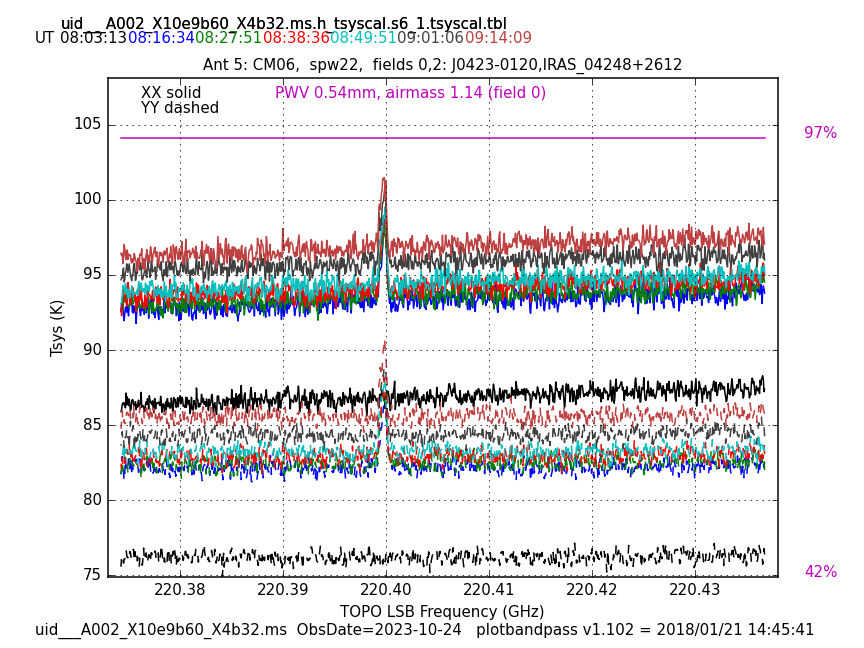 uid___A002_X10e9b60_X4b32.ms.h_tsyscal.s6_1.tsyscal.tbl
UT 08:03:13 08:16:34 08:27:51 08:38:36 08:49:51 09:01:06 09:14:09
Ant 5: CM06,  spw22,  fields 0,2: J0423-0120,IRAS_04248+2612
XX solid
PWV 0.54mm, airmass 1.14 (field 0)
YY dashed
105
97%
100
95
90
Tsys (K)
85
80
75
42%
220.38 220.39 220.40 220.41 220.42 220.43
TOPO LSB Frequency (GHz)
uid___A002_X10e9b60_X4b32.ms  ObsDate=2023-10-24   plotbandpass v1.102 = 2018/01/21 14:45:41